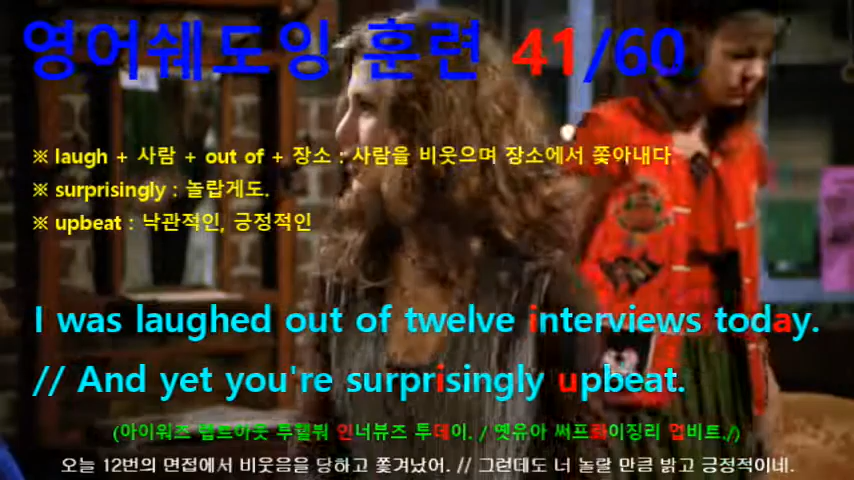 영어쉐도잉 훈련 41/60
※ laugh + 사람 + out of + 장소 : 사람을 비웃으며 장소에서 쫓아내다.
※ surprisingly : 놀랍게도.
※ upbeat : 낙관적인, 긍정적인
I was laughed out of twelve interviews today.
// And yet you're surprisingly upbeat.
(아이워즈 투웰붜 인너뷰즈 투데이. / 옛유아 써프롸이징리 업비트./)
오늘 12번의 면접에서 비웃음을 당하고 쫓겨났어. // 그런데도 너 놀랄 만큼 밝고 긍정적이네.